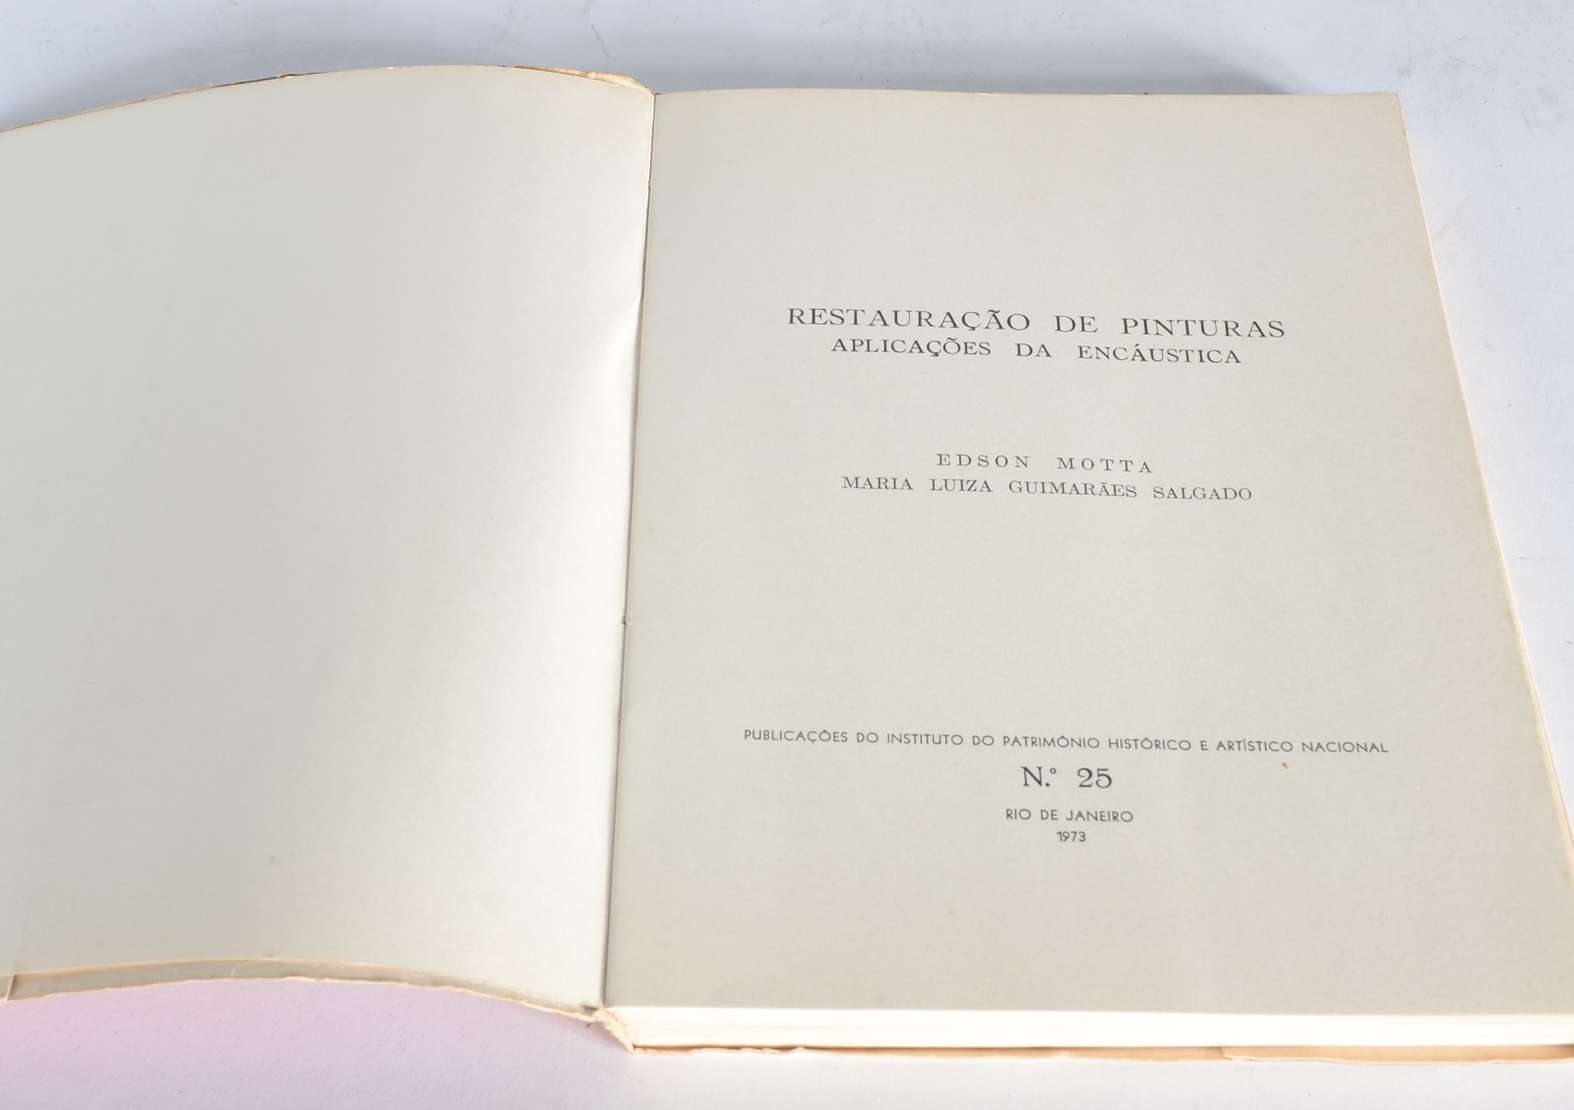 RESTAURAÇÃO DE PINTURAS
APLICAÇÕES DA ENCÁUSTICA
EDSON MOTTA
MARIA LUIZA GUIMARÃES SALGADO
PUBLICAÇÕES DO INSTITUTO DO PATRIMÔNIO HISTÓRICO E ARTÍSTICO NACIONAL
N.º 25
RIO DE JANEIRO
1973